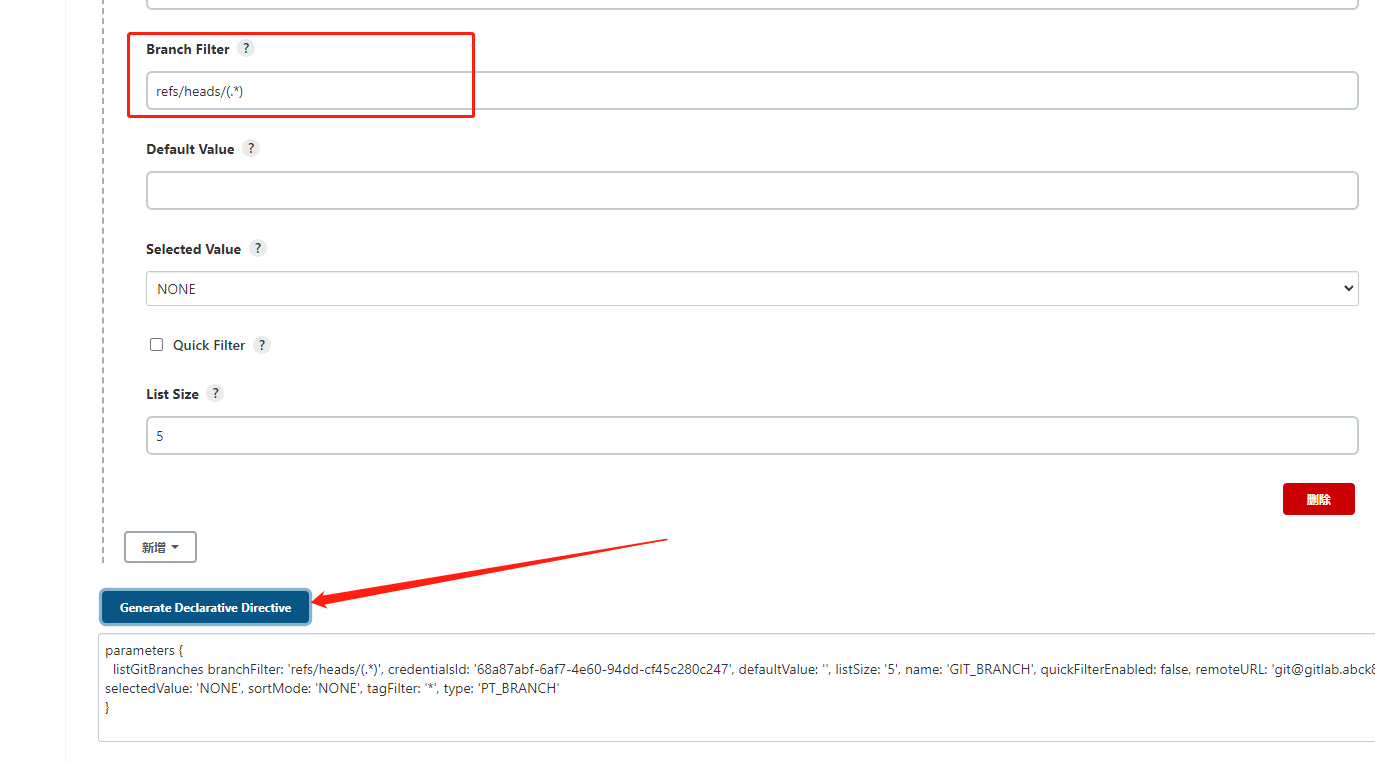 Branch Filter ?
refs/heads/(.*)
Default Value ?
Selected Value ?
NONE
Quick Filter ?
List Size ?
5
删除
新增
Generate Declarative Directive
parameters {
listGitBranches branchFilter: 'refs/heads/(.*)', credentialsId: '68a87abf-6af7-4e60-94dd-cf45c280c247', defaultValue: '', listSize: '5', name: 'GIT_BRANCH', quickFilterEnabled: false, remoteURL: 'git@gitlab.abck8
selectedValue: 'NONE', sortMode: 'NONE', tagFilter: '*', type: 'PT_BRANCH'
}